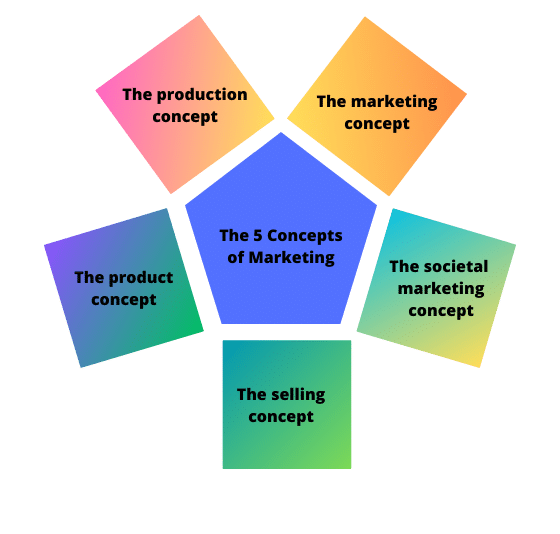 The production
concept
The marketing
concept
The 5 Concepts
of Marketing
The product
concept
The societal
marketing
concept
The selling
concept